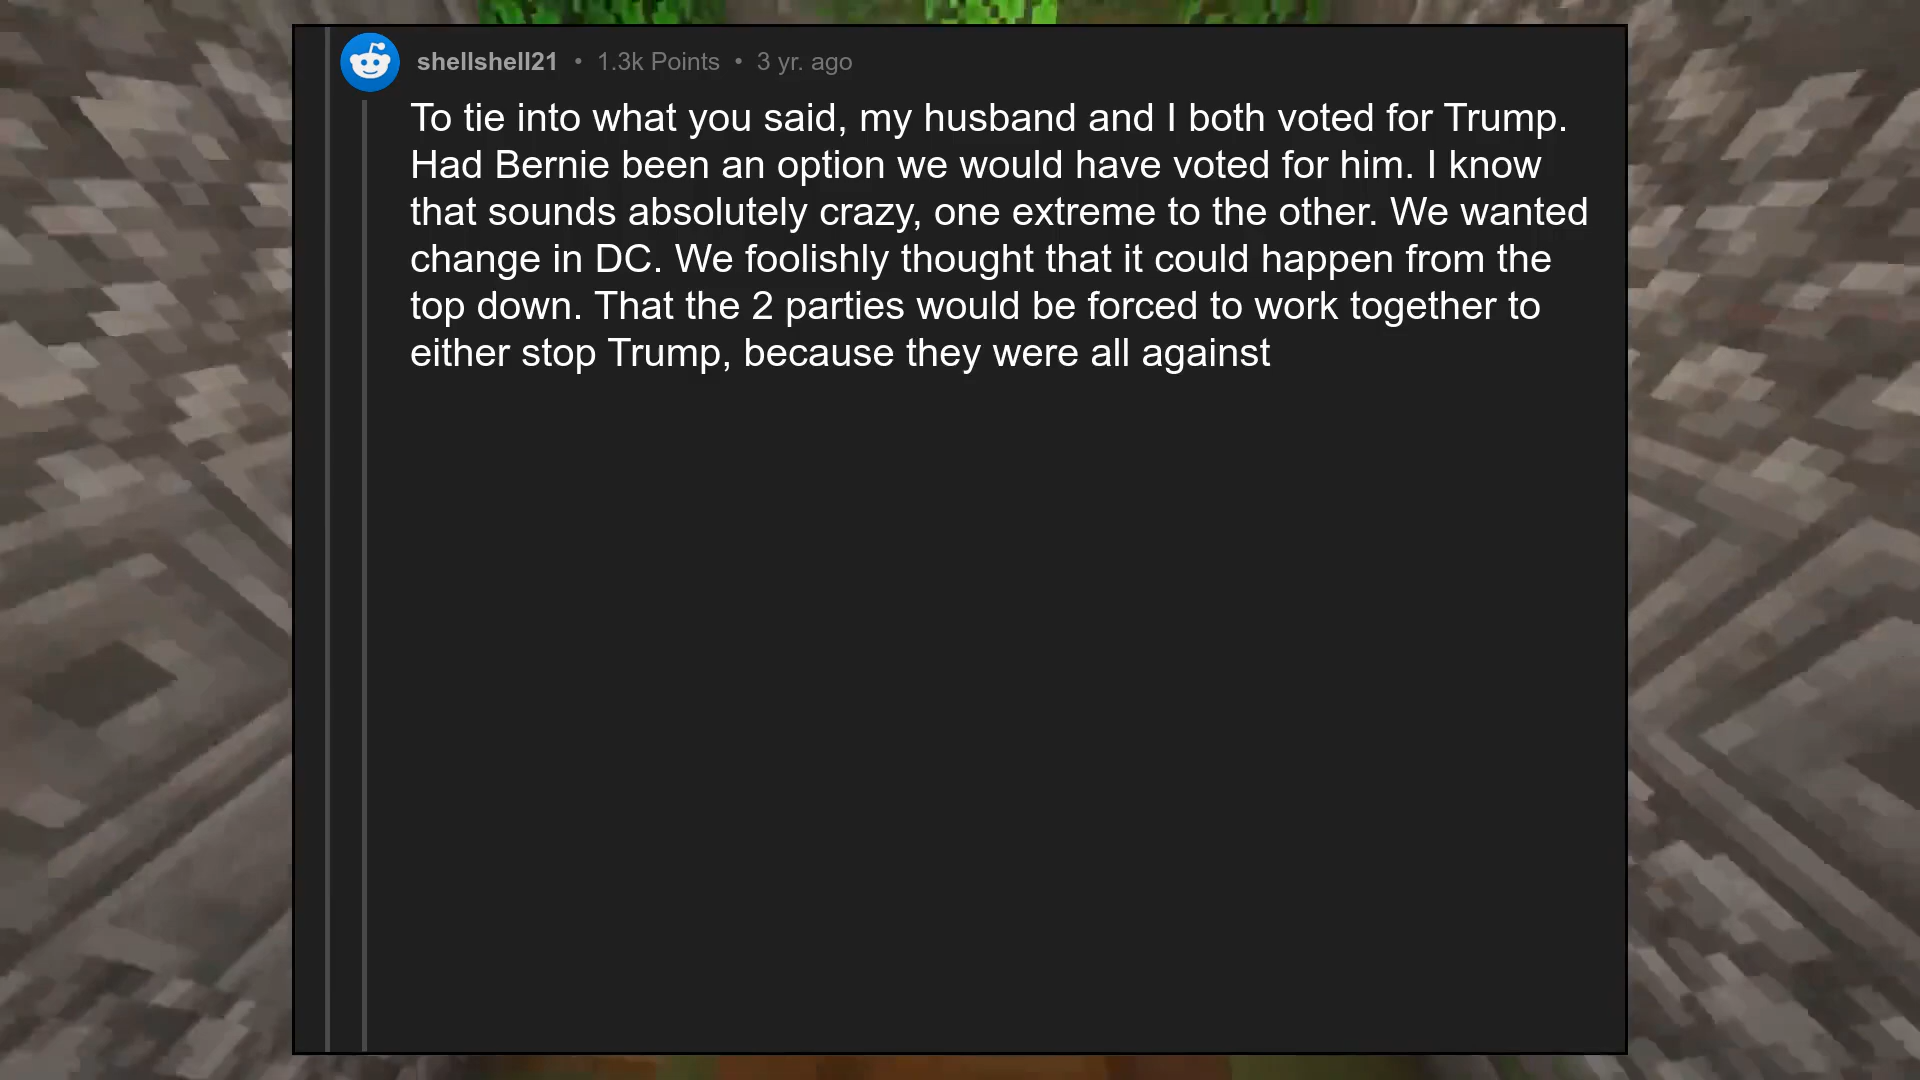 shellshell21 • 1.3k Points • 3 yr. ago
To tie into what you said, my husband and I both voted for Trump.
Had Bernie been an option we would have voted for him. I know
that sounds absolutely crazy, one extreme to the other. We wanted
change in DC. We foolishly thought that it could happen from the
top down. That the 2 parties would be forced to work together to
either stop Trump, because they were all against